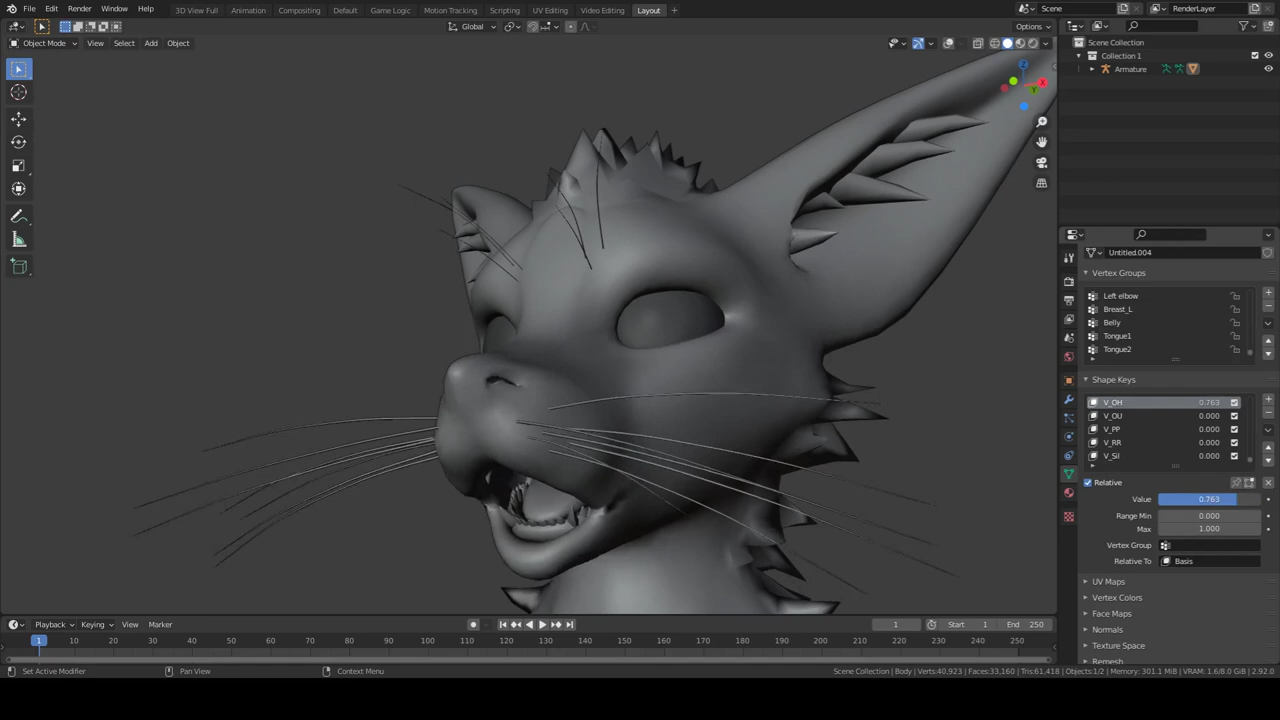 File Edit Render Window Help 3D View Full Animation Compositing Default Game Logic Motion Tracking Scripting UV Editing Video Editing Layout + Scene RenderLayer
Global Options
Object Mode View Select Add Object
Scene Collection
Collection 1
Armature
Z
X
Y
Untitled.004
Vertex Groups
Left elbow
Breast_L
Belly
Tongue1
Tongue2
Shape Keys
V_OH 0.763
V_OU 0.000
V_PP 0.000
V_RR 0.000
V_Sil 0.000
Relative
Value 0.763
Range Min 0.000
Max 1.000
Vertex Group
Relative To Basis
UV Maps
Vertex Colors
Face Maps
Normals
Texture Space
Remesh
Playback Keying View Marker 1 Start 1 End 250
1 10 20 30 40 50 60 70 80 90 100 110 120 130 140 150 160 170 180 190 200 210 220 230 240 250
Set Active Modifier Pan View Context Menu Scene Collection | Body | Verts:40,923 | Faces:33,160 | Tris:61,418 | Objects:1/2 | Memory: 301.1 MiB | VRAM: 1.6/8.0 GiB | 2.92.0